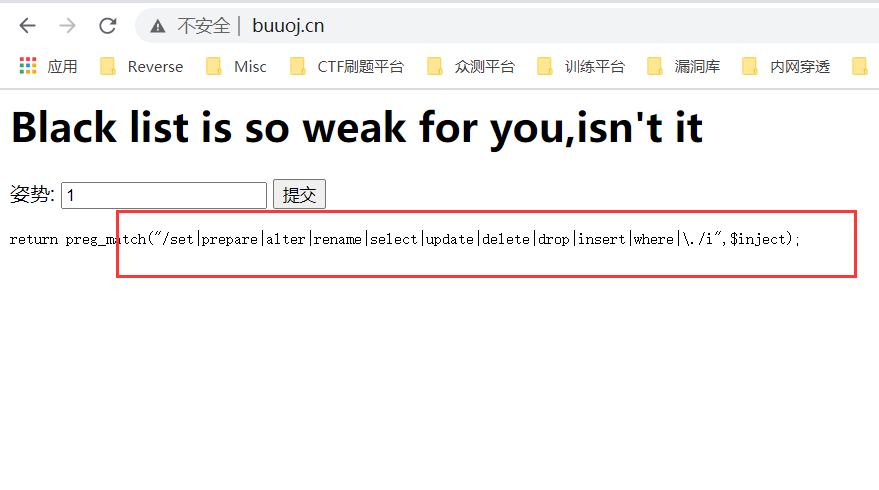 不安全 | buuoj.cn
应用 Reverse Misc CTF刷题平台 众测平台 训练平台 漏洞库 内网穿透
Black list is so weak for you,isn't it
姿势: 1 提交
return preg_match("/set|prepare|alter|rename|select|update|delete|drop|insert|where|\./i",$inject);